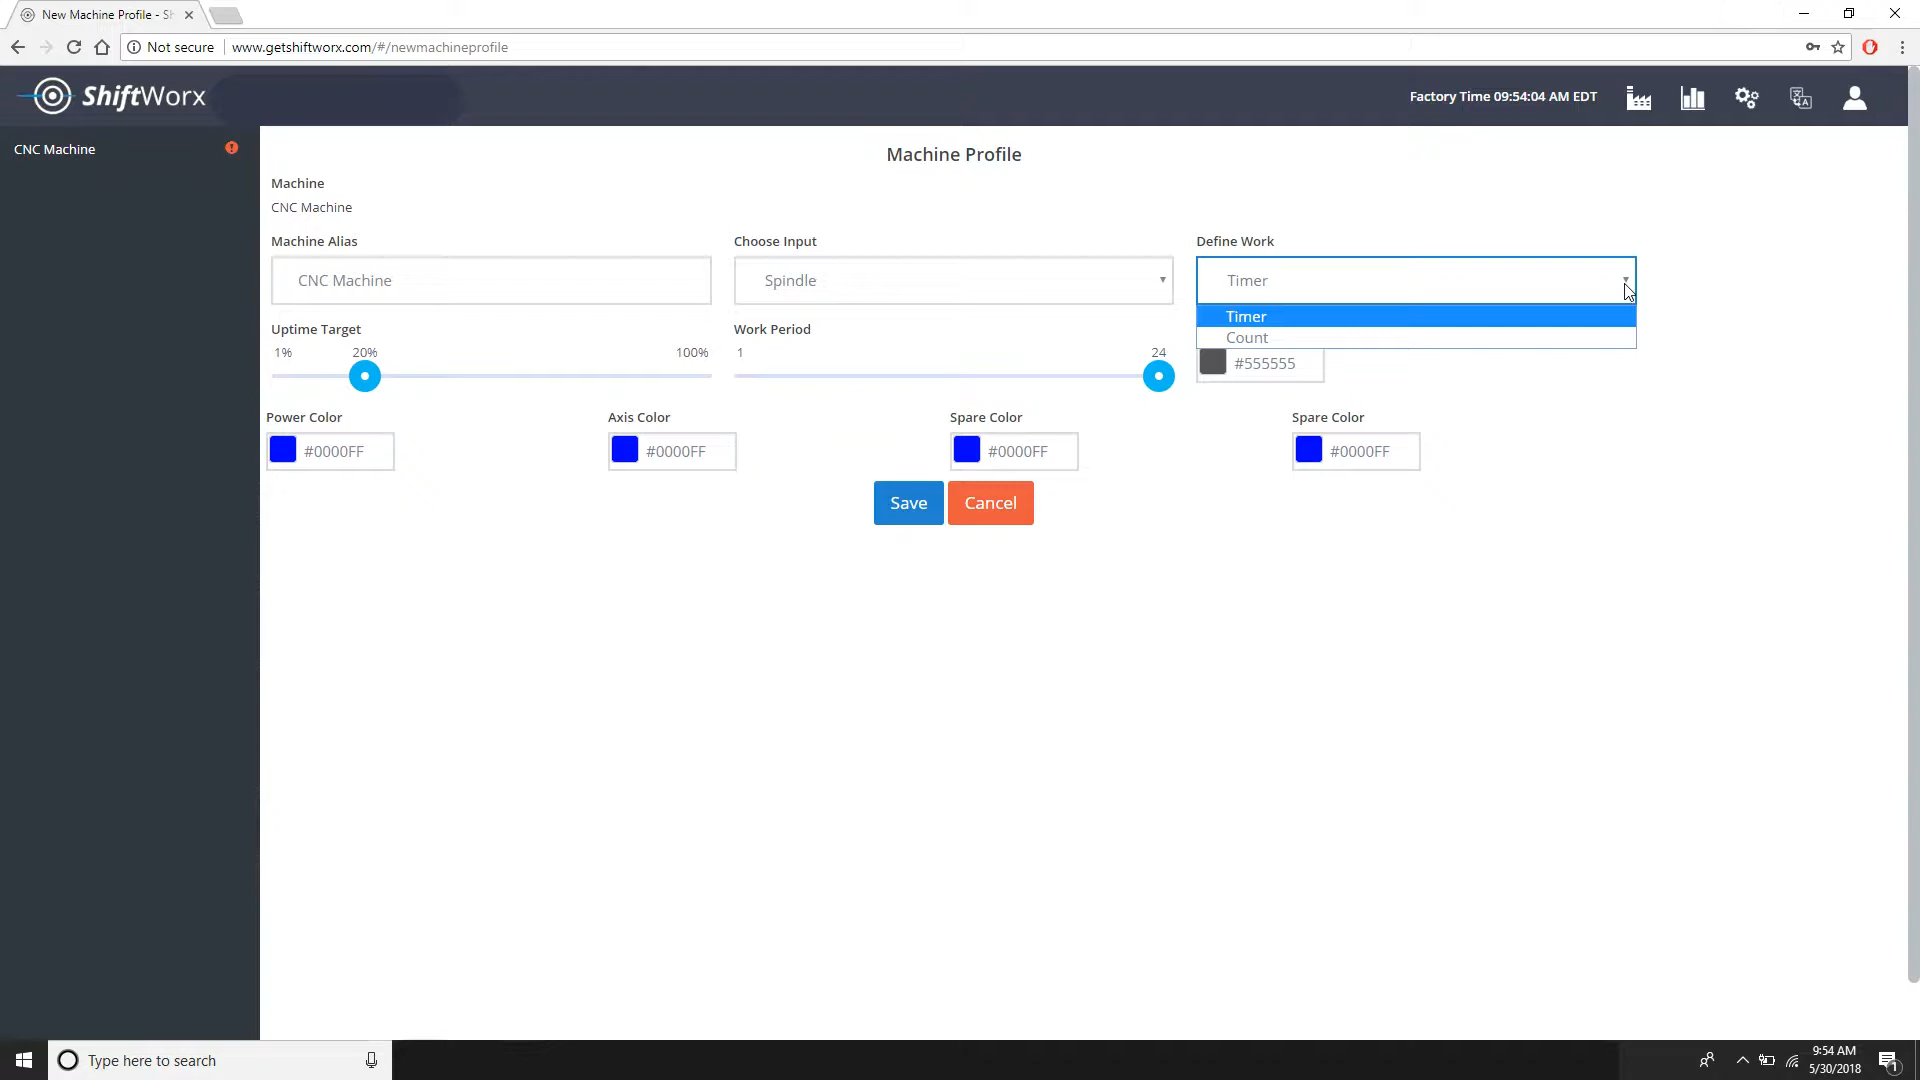 New Machine Profile - Sh
Not secure
www.getshiftworx.com/#/newmachineprofile
ShiftWorx
Factory Time 09:54:04 AM EDT
CNC Machine
Machine Profile
Machine
CNC Machine
Machine Alias
Choose Input
Define Work
CNC Machine
Spindle
Timer
Timer
Count
Uptime Target
Work Period
1%
20%
100%
1
24
#555555
Power Color
Axis Color
Spare Color
Spare Color
#0000FF
#0000FF
#0000FF
#0000FF
Save
Cancel
Type here to search
9:54 AM
5/30/2018
1